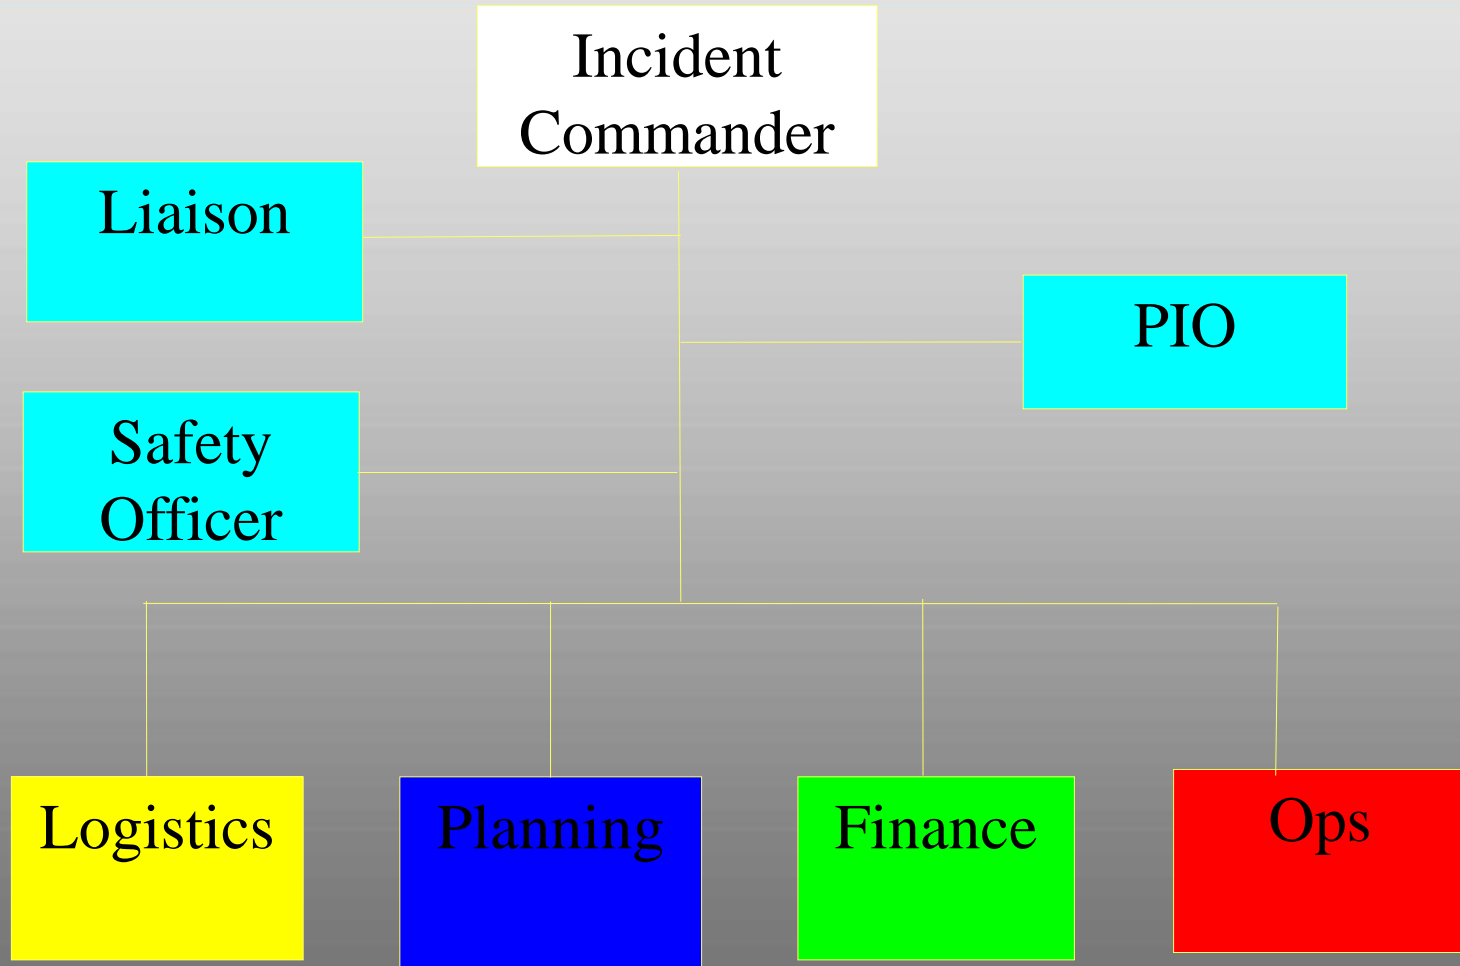 Incident
Commander
Liaison
PIO
Safety
Officer
Logistics
Planning
Finance
Ops